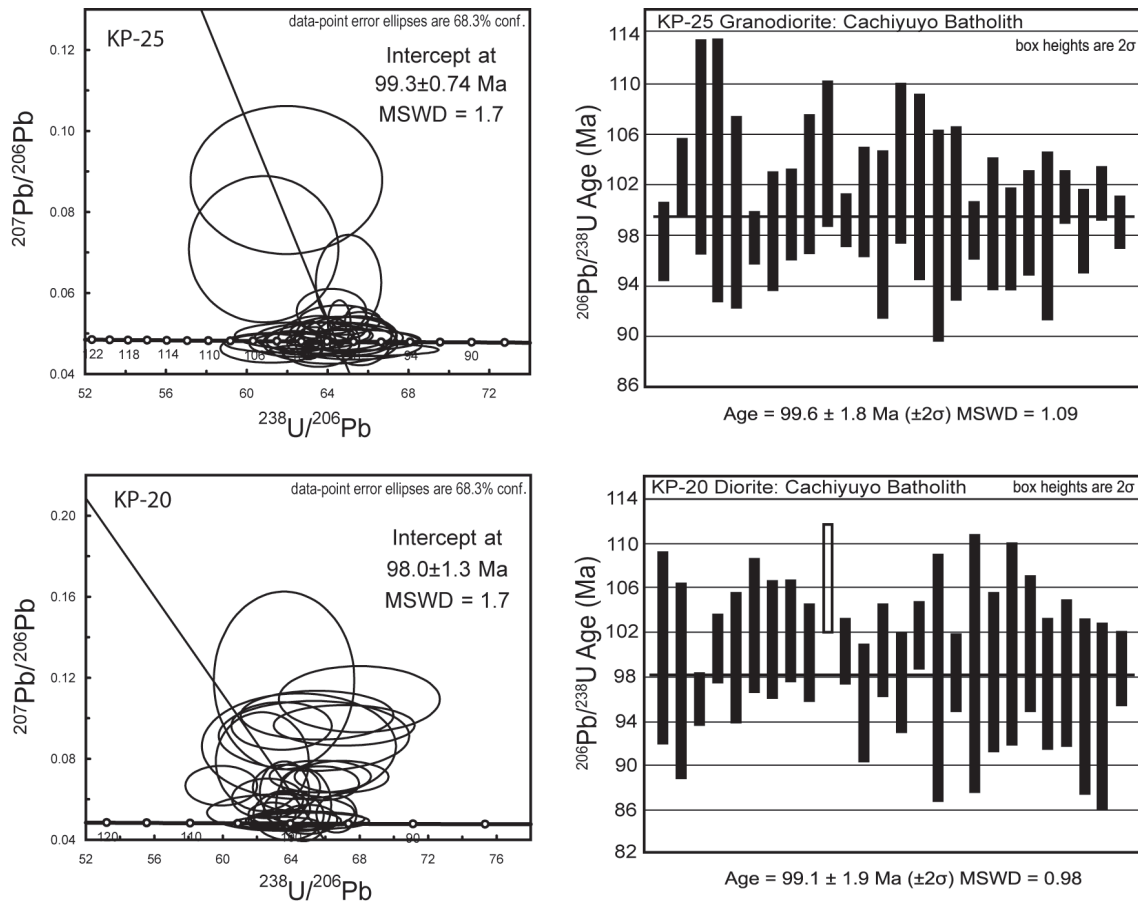 KP-25
data-point error ellipses are 68.3% conf.
Intercept at
99.3±0.74 Ma
MSWD = 1.7
0.12
0.10
0.08
0.06
0.04
207Pb/206Pb
122 118 114 110 106 94 90
52 56 60 64 68 72
238U/206Pb
KP-25 Granodiorite: Cachiyuyo Batholith
box heights are 2σ
114
110
106
102
98
94
90
86
206Pb/238U Age (Ma)
Age = 99.6 ± 1.8 Ma (±2σ) MSWD = 1.09
KP-20
data-point error ellipses are 68.3% conf.
Intercept at
98.0±1.3 Ma
MSWD = 1.7
0.20
0.16
0.12
0.08
0.04
207Pb/206Pb
120 110 100 90
52 56 60 64 68 72 76
238U/206Pb
KP-20 Diorite: Cachiyuyo Batholith
box heights are 2σ
114
110
106
102
98
94
90
86
82
206Pb/238U Age (Ma)
Age = 99.1 ± 1.9 Ma (±2σ) MSWD = 0.98